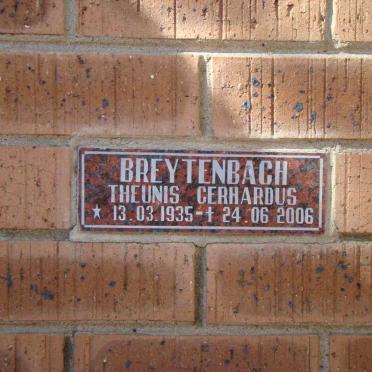 BREYTENBACH
THEUNIS GERHARDUS
★ 13.03.1935 - ✝ 24.06 2006